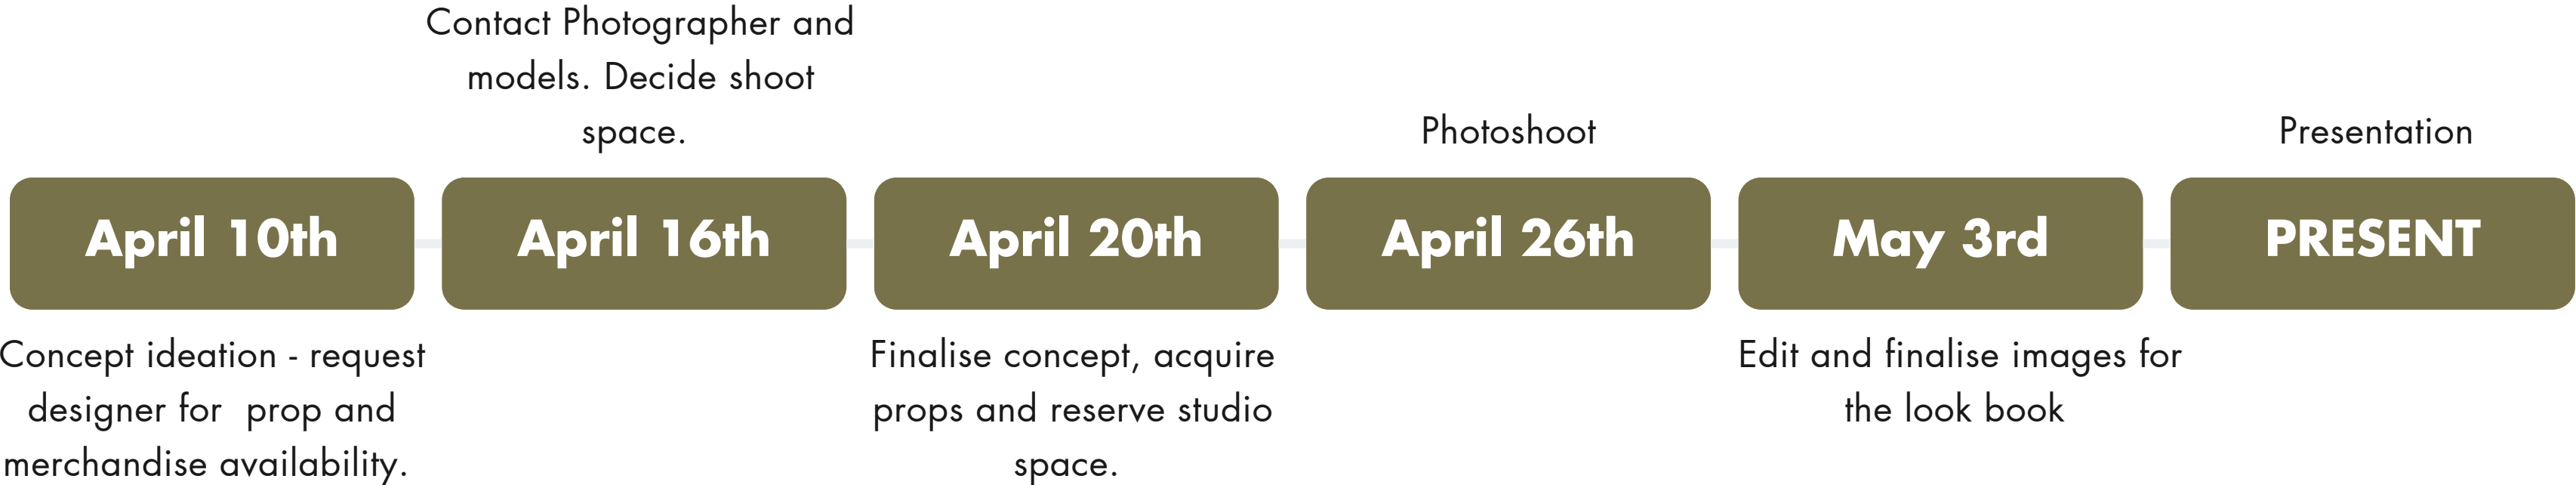 Contact Photographer and
models. Decide shoot
space.
Photoshoot
Presentation
April 10th
April 16th
April 20th
April 26th
May 3rd
PRESENT
Concept ideation - request
designer for  prop and
merchandise availability.
Finalise concept, acquire
props and reserve studio
space.
Edit and finalise images for
the look book